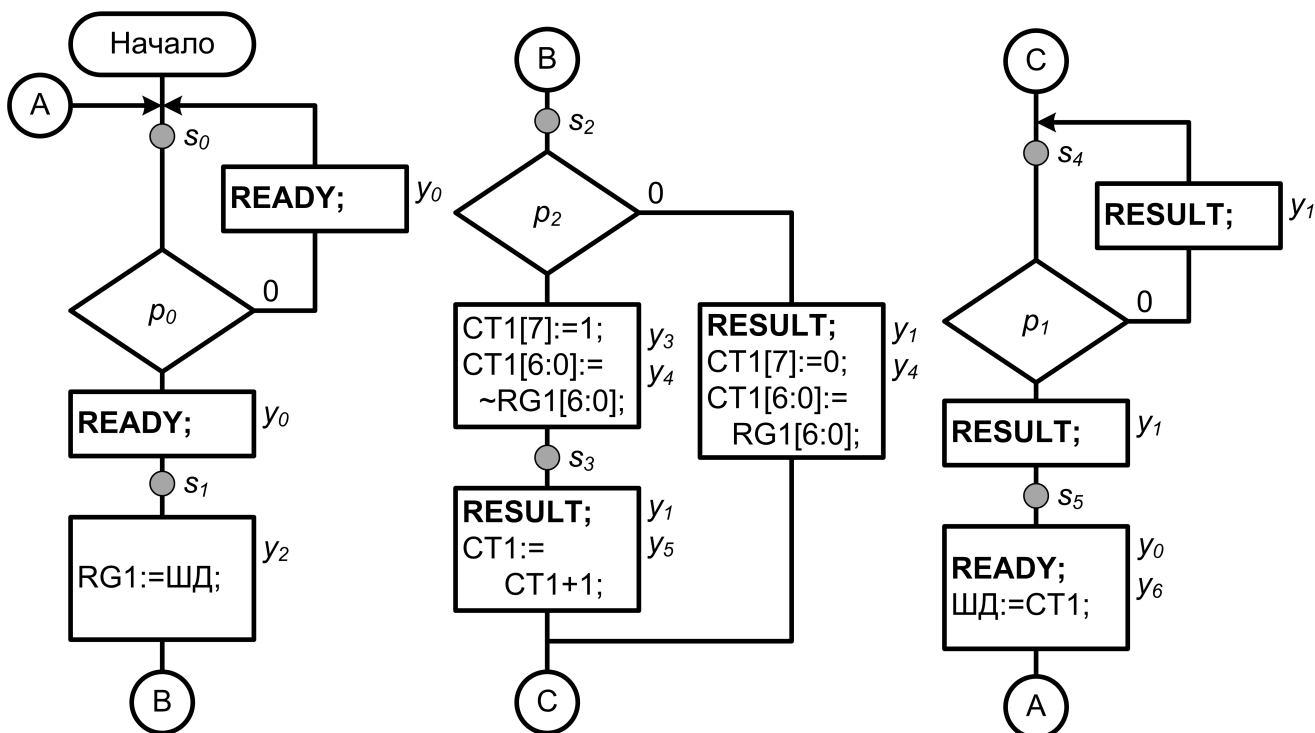 Начало
A
s0
READY;
y0
p0
0
READY;
y0
s1
RG1:=ШД;
y2
B
B
s2
p2
0
CT1[7]:=1;
CT1[6:0]:=
~RG1[6:0];
y3
y4
RESULT;
CT1[7]:=0;
CT1[6:0]:=
RG1[6:0];
y1
y4
s3
RESULT;
CT1:=
CT1+1;
y1
y5
C
C
s4
RESULT;
y1
p1
0
RESULT;
y1
s5
READY;
ШД:=CT1;
y0
y6
A